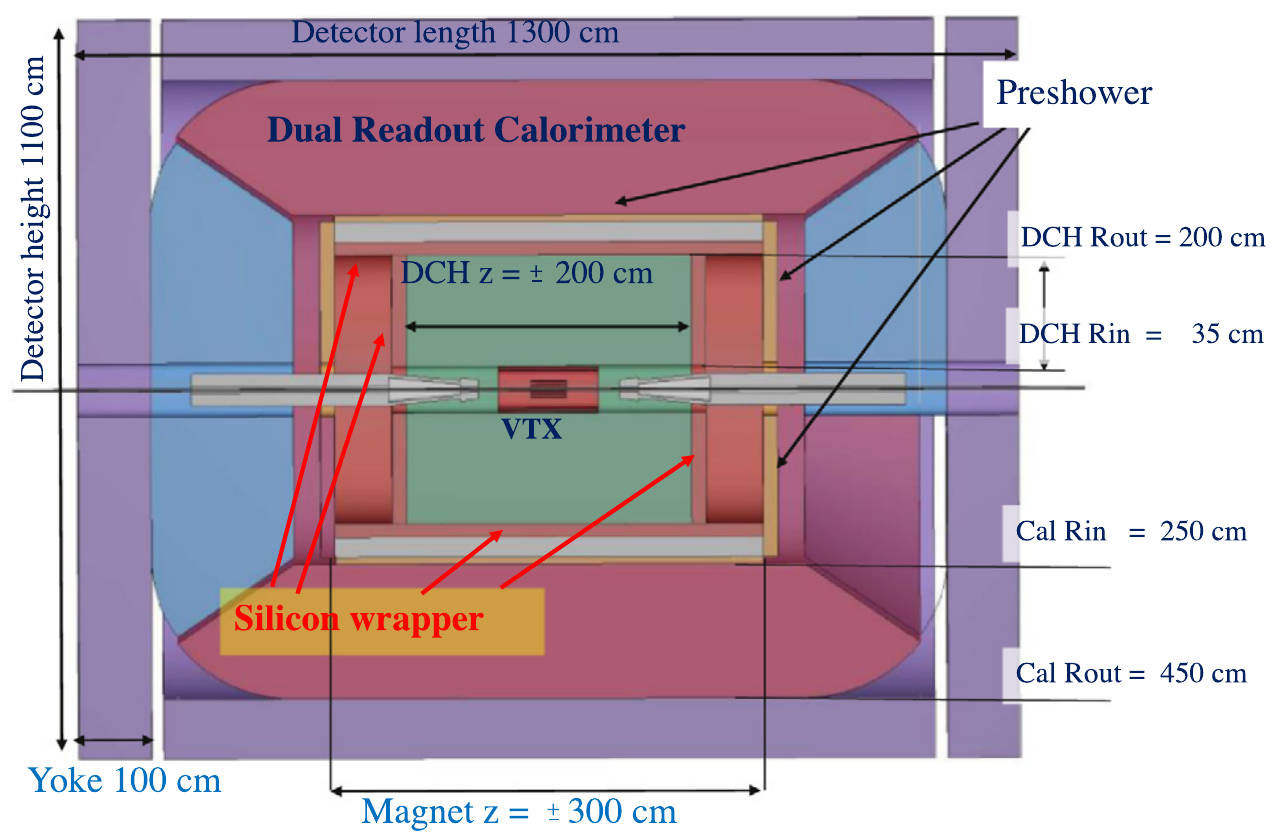 Detector length 1300 cm
Detector height 1100 cm
Preshower
Dual Readout Calorimeter
DCH Rout = 200 cm
DCH z = ± 200 cm
DCH Rin = 35 cm
VTX
Cal Rin = 250 cm
Silicon wrapper
Cal Rout = 450 cm
Yoke 100 cm
Magnet z = ±300 cm